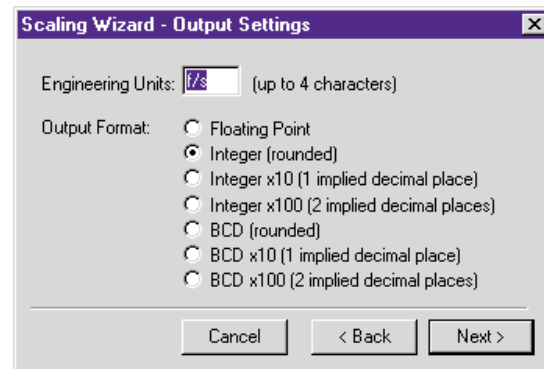 Scaling Wizard - Output Settings
Engineering Units: f/s (up to 4 characters)
Output Format: Floating Point
Integer (rounded)
Integer x10 (1 implied decimal place)
Integer x100 (2 implied decimal places)
BCD (rounded)
BCD x10 (1 implied decimal place)
BCD x100 (2 implied decimal places)
Cancel < Back Next >